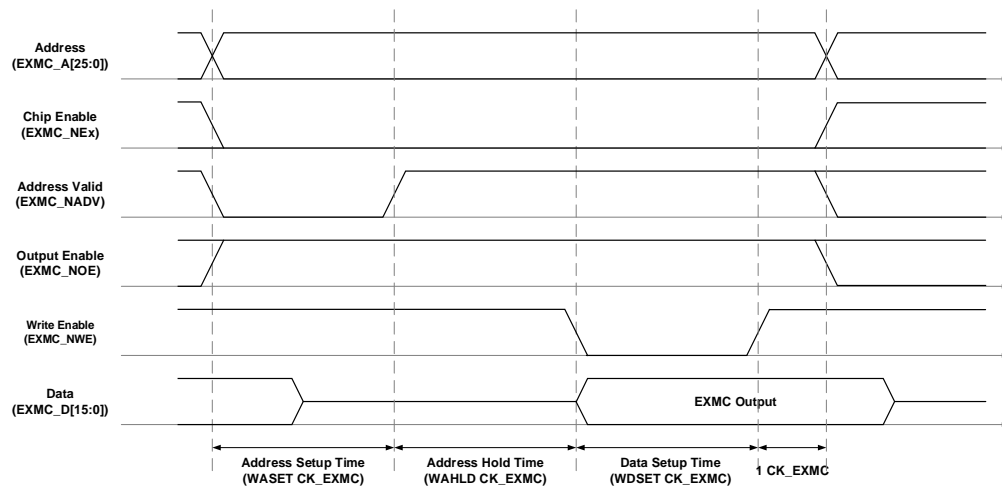 Address
(EXMC_A[25:0])
Chip Enable
(EXMC_NEx)
Address Valid
(EXMC_NADV)
Output Enable
(EXMC_NOE)
Write Enable
(EXMC_NWE)
Data
(EXMC_D[15:0])
EXMC Output
Address Setup Time
(WASET CK_EXMC)
Address Hold Time
(WAHLD CK_EXMC)
Data Setup Time
(WDSET CK_EXMC)
1 CK_EXMC